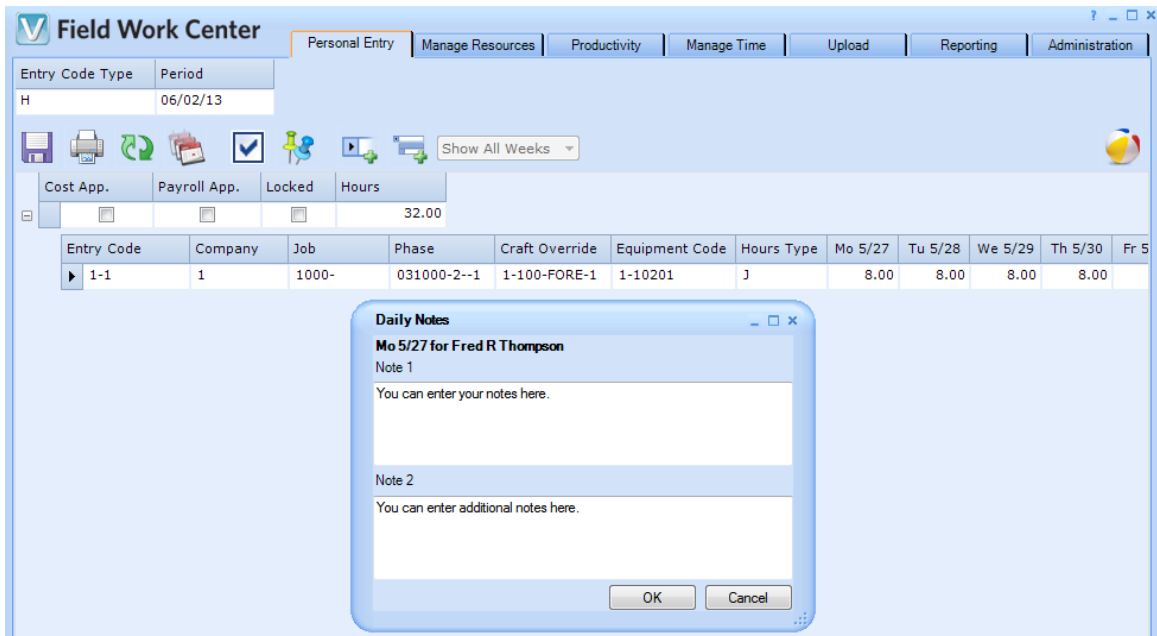 ? 
V Field Work Center
Personal Entry Manage Resources Productivity Manage Time Upload Reporting Administration
Entry Code Type Period
H 06/02/13
Show All Weeks
Cost App. Payroll App. Locked Hours
32.00
Entry Code Company Job Phase Craft Override Equipment Code Hours Type Mo 5/27 Tu 5/28 We 5/29 Th 5/30 Fr 5
1-1 1 1000- 031000-2--1 1-100-FORE-1 1-10201 J 8.00 8.00 8.00 8.00
Daily Notes
Mo 5/27 for Fred R Thompson
Note 1
You can enter your notes here.
Note 2
You can enter additional notes here.
OK Cancel